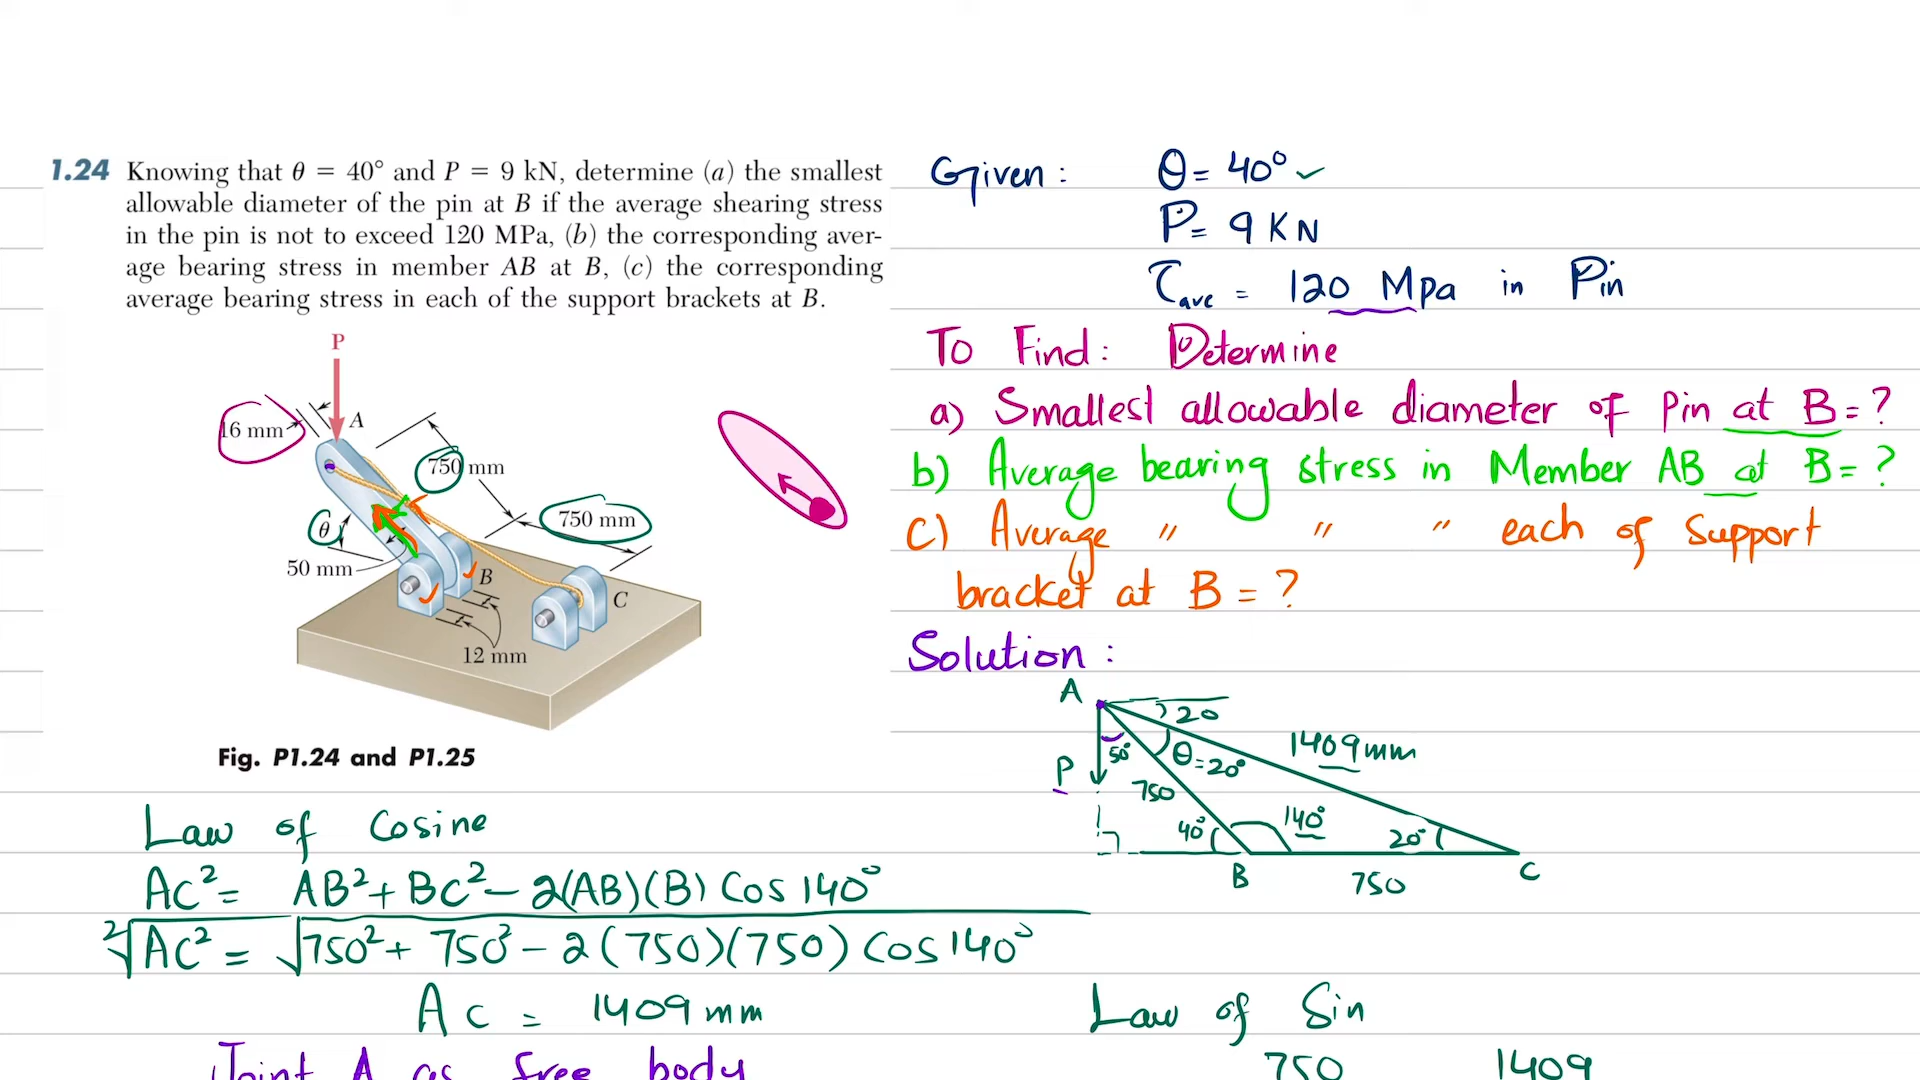 1.24 Knowing that θ = 40° and P = 9 kN, determine (a) the smallest
allowable diameter of the pin at B if the average shearing stress
in the pin is not to exceed 120 MPa, (b) the corresponding aver-
age bearing stress in member AB at B, (c) the corresponding
average bearing stress in each of the support brackets at B.
P
16 mm
A
750 mm
750 mm
θ
50 mm
B
C
12 mm
Fig. P1.24 and P1.25
Given : θ = 40°
P = 9 KN
τave = 120 Mpa in Pin
To Find : Determine
a) Smallest allowable diameter of Pin at B = ?
b) Average bearing stress in Member AB at B = ?
C) Average " " " each of Support
bracket at B = ?
Solution :
A
20
1409 mm
50°
θ = 20°
P
750
40°
140°
20°
B
750
C
Law of Cosine
AC² = AB² + BC² - 2(AB)(B) Cos 140°
²√AC² = √750² + 750² - 2(750)(750) Cos 140°
AC = 1409 mm
Law of Sin
Joint A as free body
750 1409